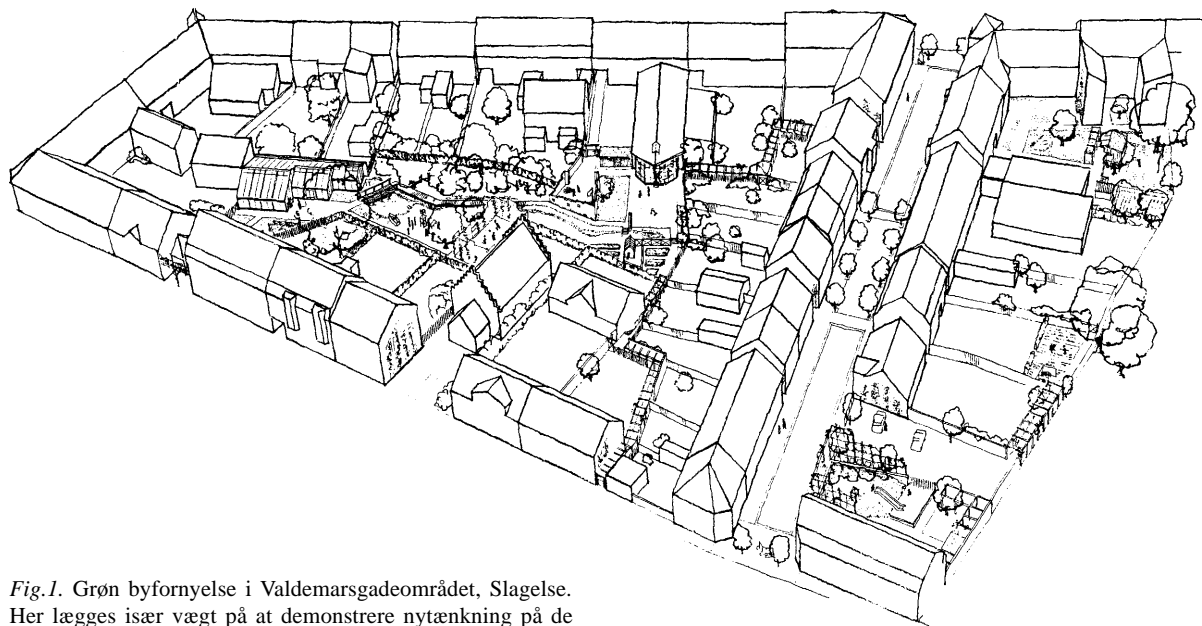 Fig.1. Grøn byfornyelse i Valdemarsgadeområdet, Slagelse.
Her lægges især vægt på at demonstrere nytænkning på de